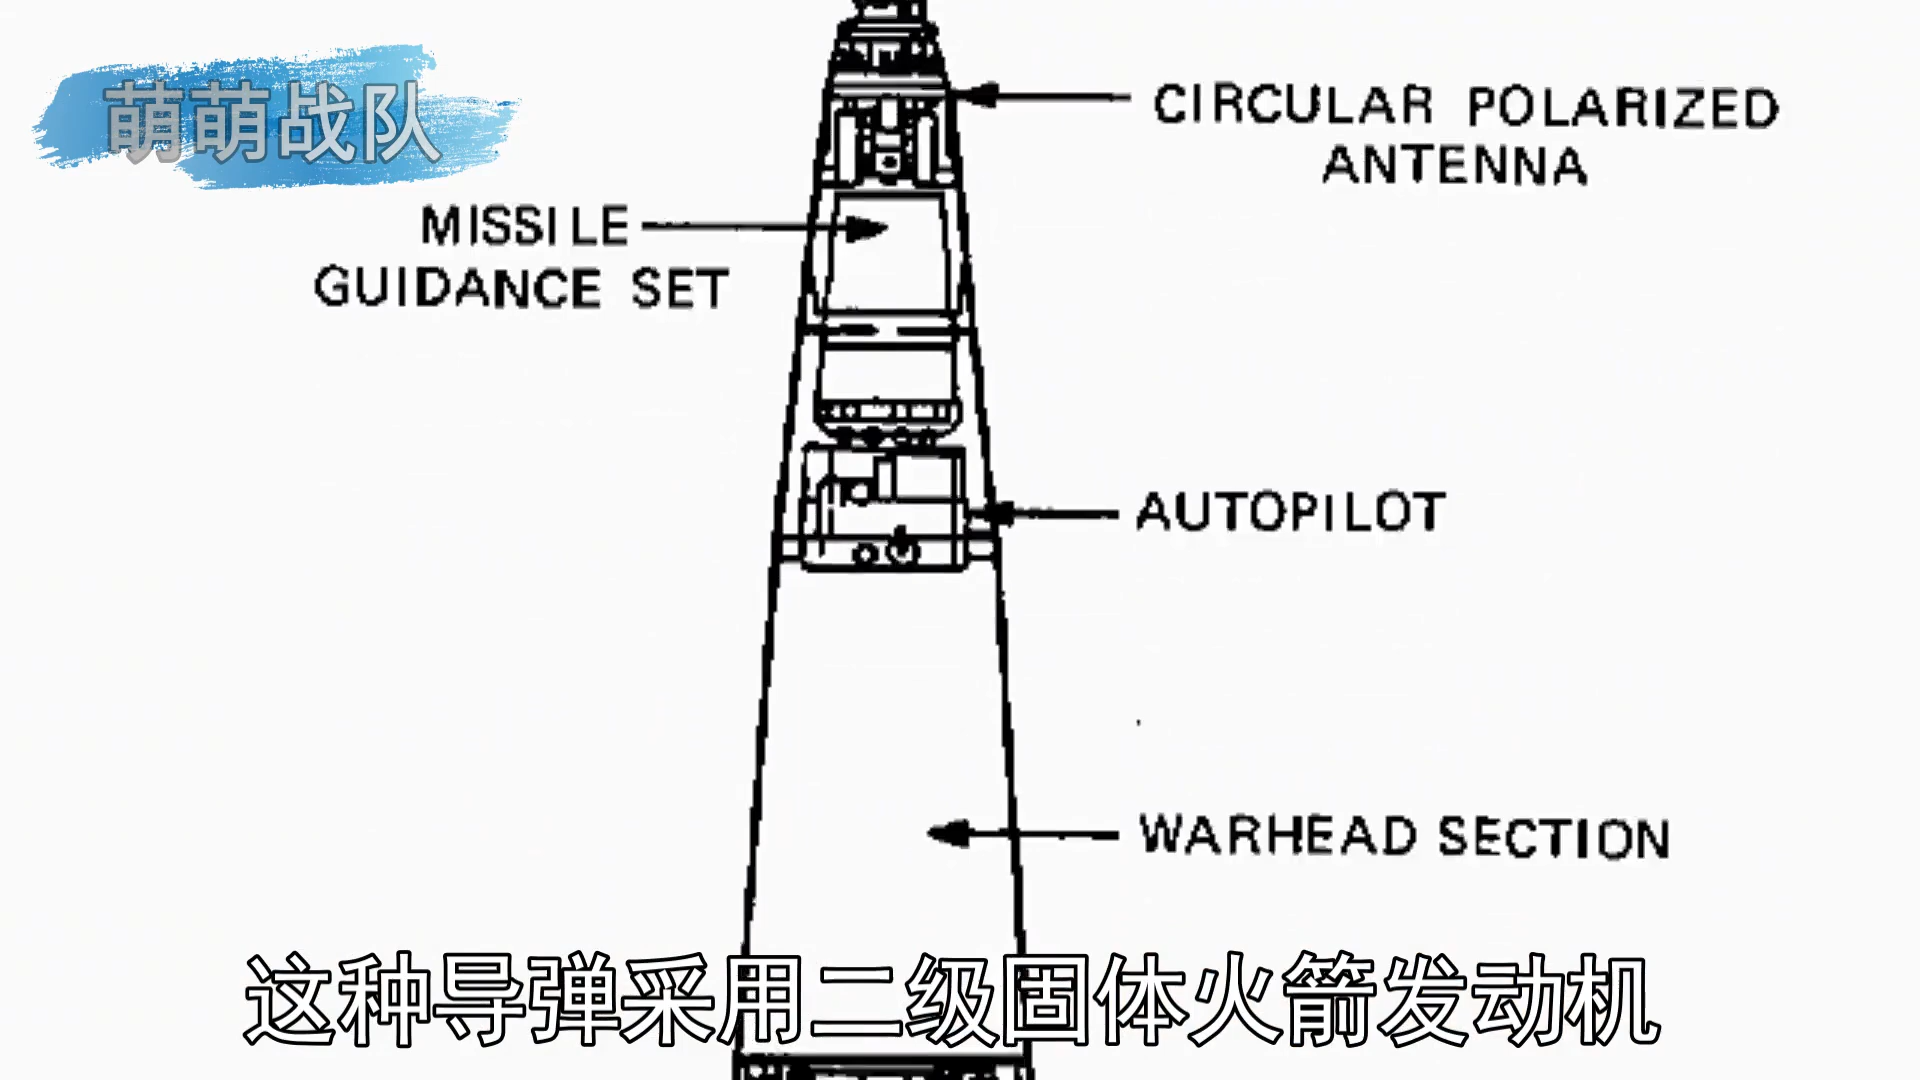 萌萌战队
CIRCULAR POLARIZED
ANTENNA
MISSILE
GUIDANCE SET
AUTOPILOT
WARHEAD SECTION
这种导弹采用二级固体火箭发动机